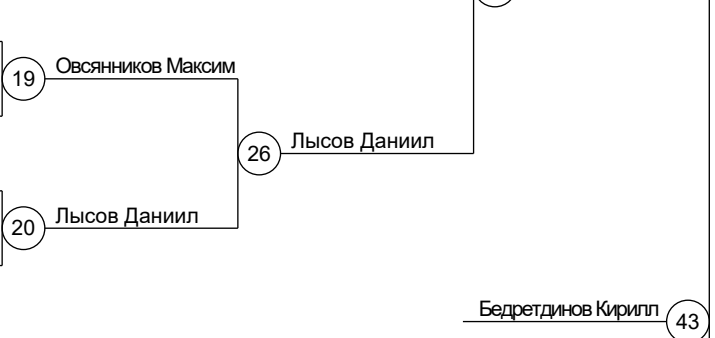 19 Овсянников Максим
26 Лысов Даниил
20 Лысов Даниил
Бедретдинов Кирилл 43